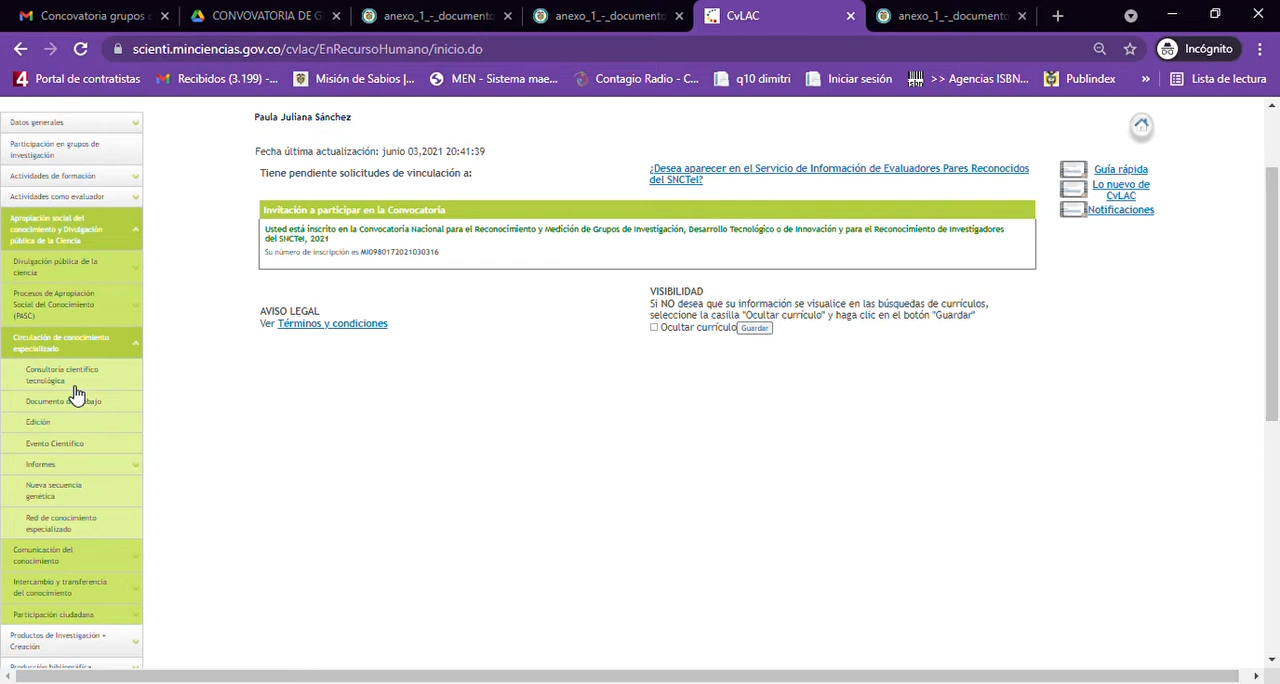 Concovatoria grupos c
CONVOVATORIA DE G
anexo_1_-_documento
anexo_1_-_documento
CvLAC
anexo_1_-_documento
scienti.minciencias.gov.co/cvlac/EnRecursoHumano/inicio.do
Incógnito
Portal de contratistas
Recibidos (3.199) -...
Misión de Sabios |...
MEN - Sistema mae...
Contagio Radio - C...
q10 dimitri
Iniciar sesión
>> Agencias ISBN...
Publindex
»
Lista de lectura
Datos generales
Participación en grupos de
investigación
Actividades de formación
Actividades como evaluador
Apropiación social del
conocimiento y Divulgación
pública de la Ciencia
Divulgación pública de la
ciencia
Procesos de Apropiación
Social del Conocimiento
(PASC)
Circulación de conocimiento
especializado
Consultoría científico
tecnológica
Documento
Edición
Evento Científico
Informes
Nueva secuencia
genética
Red de conocimiento
especializado
Comunicación del
conocimiento
Intercambio y transferencia
del conocimiento
Participación ciudadana
Productos de Investigación +
Creación
Producción bibliográfica
Paula Juliana Sánchez
Fecha última actualización: junio 03,2021 20:41:39
Tiene pendiente solicitudes de vinculación a:
¿Desea aparecer en el Servicio de Información de Evaluadores Pares Reconocidos
del SNCTeI?
Guía rápida
Lo nuevo de
CvLAC
Notificaciones
Invitación a participar en la Convocatoria
Usted está inscrito en la Convocatoria Nacional para el Reconocimiento y Medición de Grupos de Investigación, Desarrollo Tecnológico o de Innovación y para el Reconocimiento de Investigadores
del SNCTeI, 2021
Su número de inscripción es MI0980172021030316
AVISO LEGAL
Ver Términos y condiciones
VISIBILIDAD
Si NO desea que su información se visualice en las búsquedas de currículos,
seleccione la casilla "Ocultar currículo" y haga clic en el botón "Guardar"
Ocultar currículo Guardar